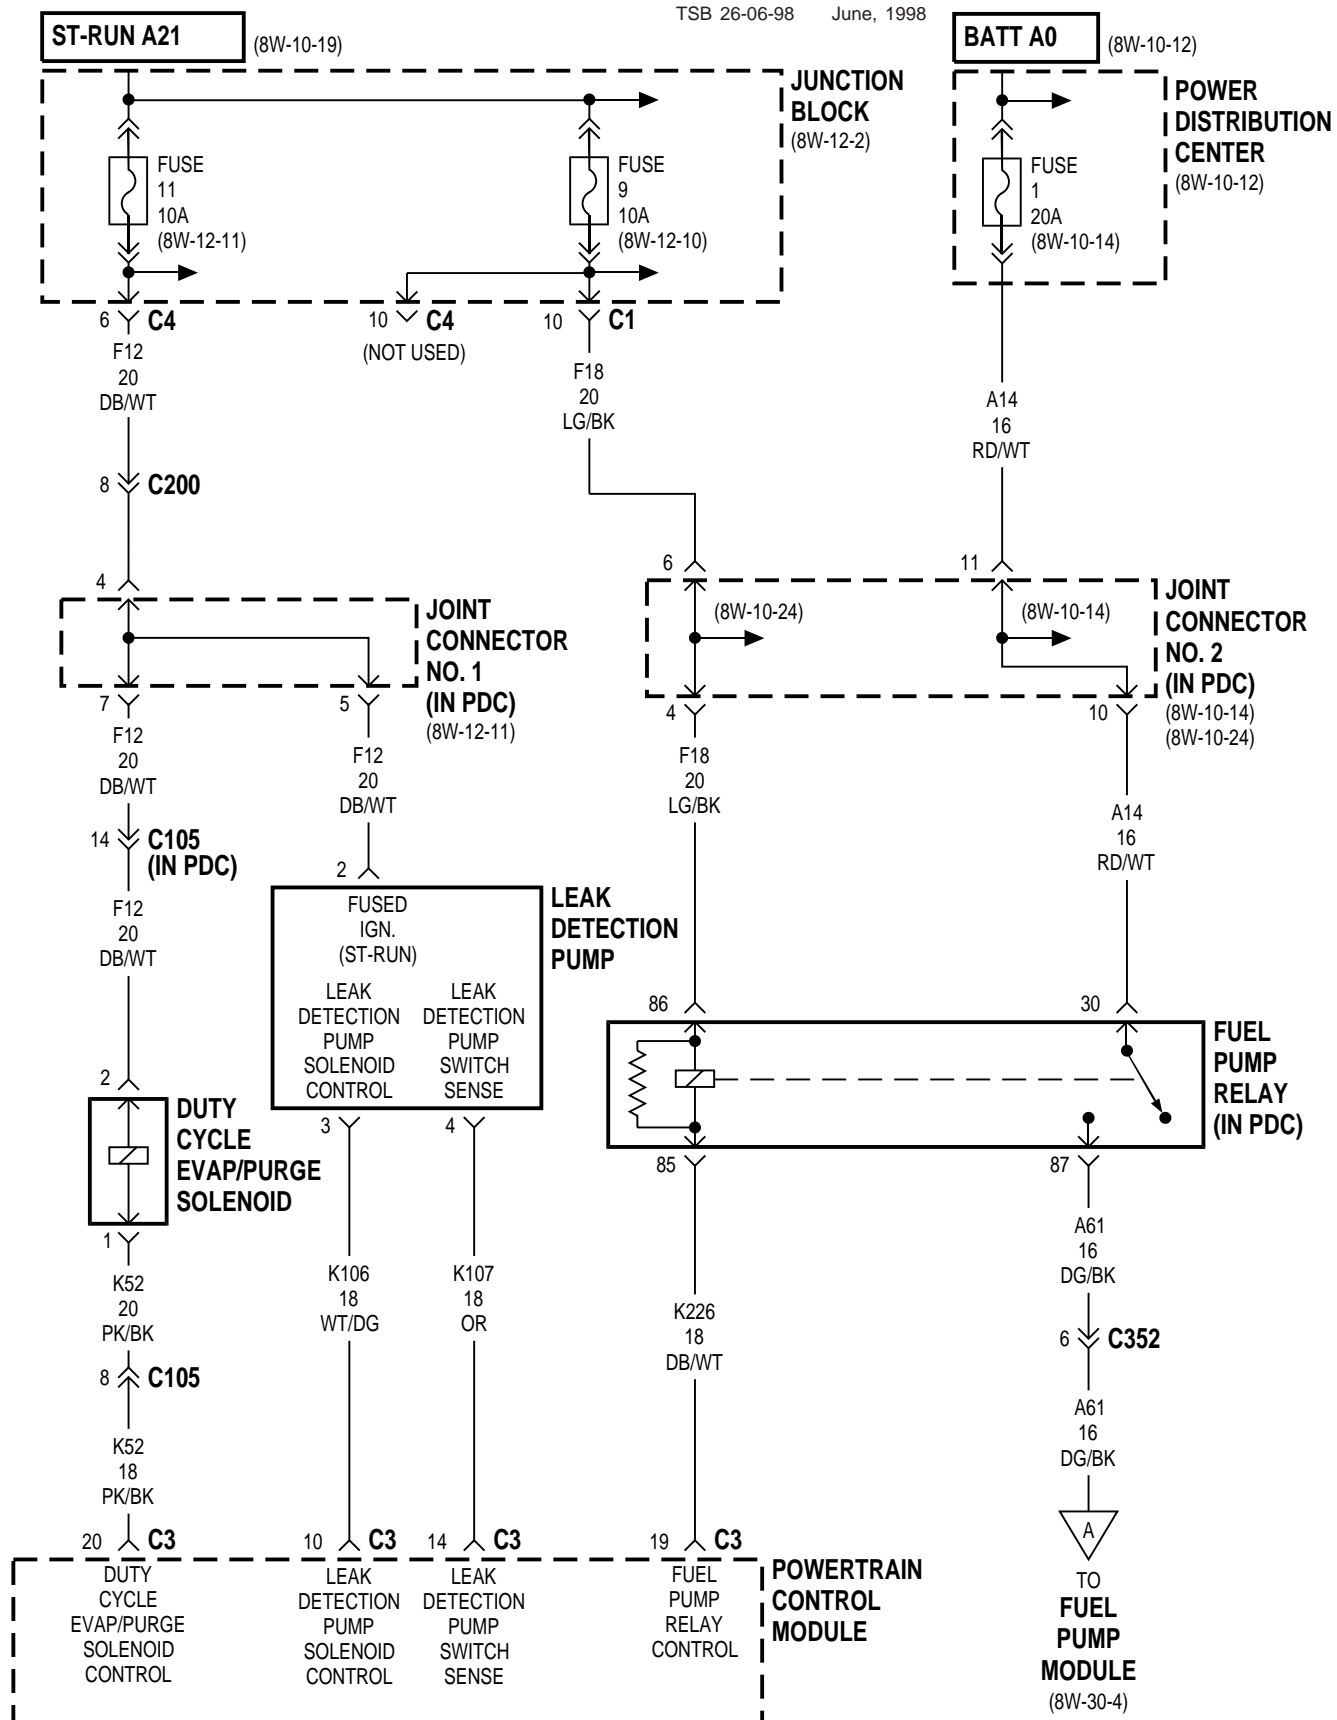 TSB 26-06-98 June, 1998
ST-RUN A21
(8W-10-19)
BATT A0
(8W-10-12)
JUNCTION
BLOCK
(8W-12-2)
POWER
DISTRIBUTION
CENTER
(8W-10-12)
FUSE
11
10A
(8W-12-11)
FUSE
9
10A
(8W-12-10)
FUSE
1
20A
(8W-10-14)
6 C4
10 C4
(NOT USED)
10 C1
F12
20
DB/WT
F18
20
LG/BK
A14
16
RD/WT
8 C200
4
6
11
JOINT
CONNECTOR
NO. 1
(IN PDC)
(8W-12-11)
(8W-10-24)
(8W-10-14)
JOINT
CONNECTOR
NO. 2
(IN PDC)
(8W-10-14)
(8W-10-24)
7
5
4
10
F12
20
DB/WT
F12
20
DB/WT
F18
20
LG/BK
A14
16
RD/WT
14 C105
(IN PDC)
F12
20
DB/WT
2
FUSED
IGN.
(ST-RUN)
LEAK
DETECTION
PUMP
SOLENOID
CONTROL
LEAK
DETECTION
PUMP
SWITCH
SENSE
LEAK
DETECTION
PUMP
86
30
FUEL
PUMP
RELAY
(IN PDC)
2
DUTY
CYCLE
EVAP/PURGE
SOLENOID
3
4
85
87
1
K52
20
PK/BK
K106
18
WT/DG
K107
18
OR
K226
18
DB/WT
A61
16
DG/BK
8 C105
6 C352
K52
18
PK/BK
A61
16
DG/BK
A
TO
FUEL
PUMP
MODULE
(8W-30-4)
20 C3
10 C3
14 C3
19 C3
DUTY
CYCLE
EVAP/PURGE
SOLENOID
CONTROL
LEAK
DETECTION
PUMP
SOLENOID
CONTROL
LEAK
DETECTION
PUMP
SWITCH
SENSE
FUEL
PUMP
RELAY
CONTROL
POWERTRAIN
CONTROL
MODULE